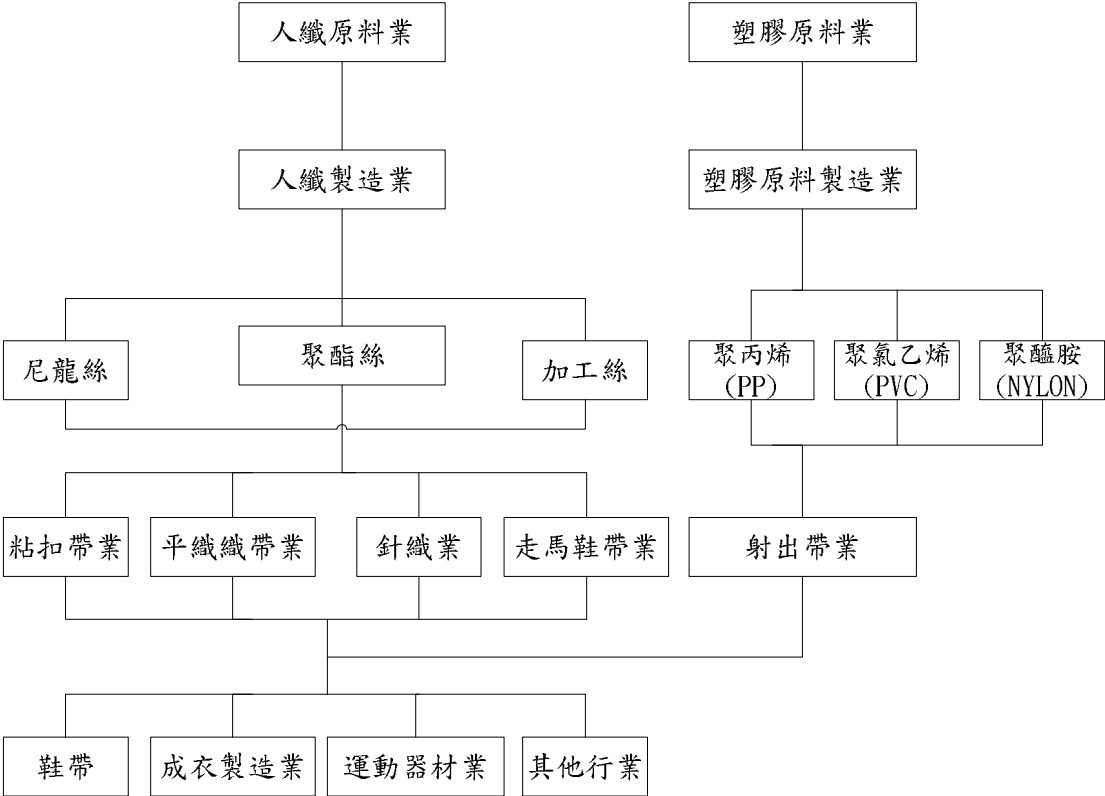 人纖原料業
塑膠原料業
人纖製造業
塑膠原料製造業
尼龍絲
聚酯絲
加工絲
聚丙烯
(PP)
聚氯乙烯
(PVC)
聚醯胺
(NYLON)
粘扣帶業
平織織帶業
針織業
走馬鞋帶業
射出帶業
鞋帶
成衣製造業
運動器材業
其他行業